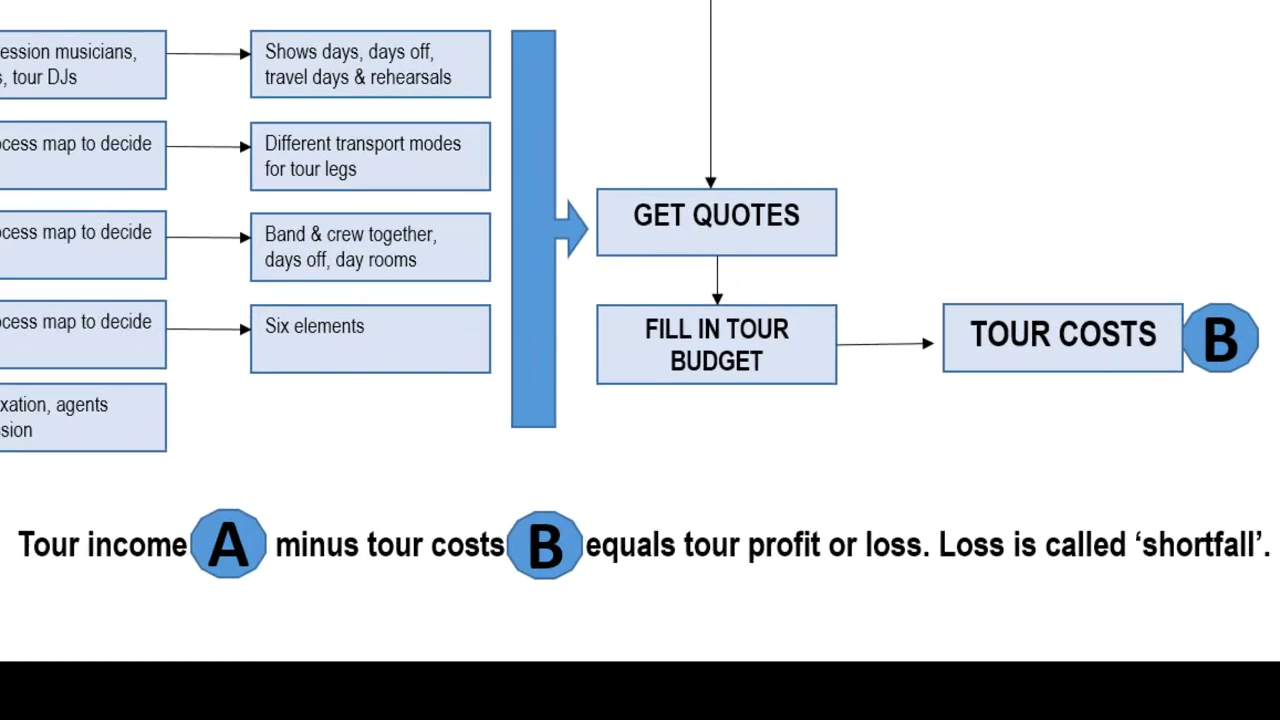 ession musicians,
s, tour DJs
Shows days, days off,
travel days & rehearsals
ocess map to decide
Different transport modes
for tour legs
ocess map to decide
Band & crew together,
days off, day rooms
ocess map to decide
Six elements
xation, agents
sion
GET QUOTES
FILL IN TOUR
BUDGET
TOUR COSTS B
Tour income A minus tour costs B equals tour profit or loss. Loss is called ‘shortfall’.